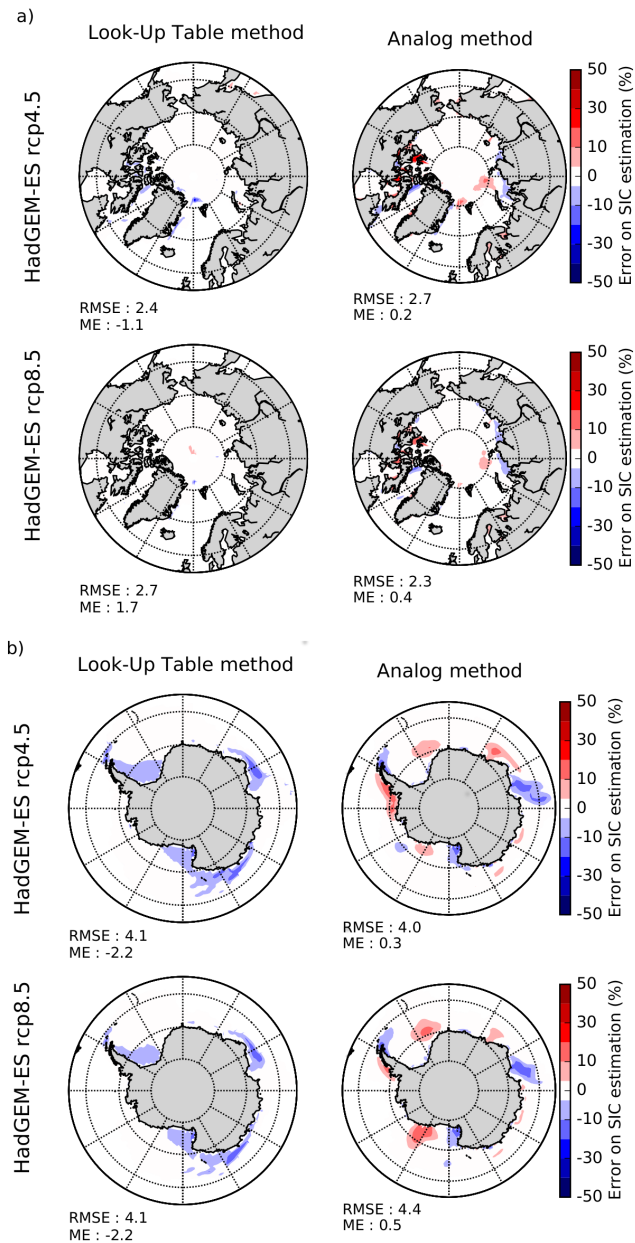 a)
Look-Up Table method
Analog method
HadGEM-ES rcp4.5
50
30
10
0
-10
-30
-50
Error on SIC estimation (%)
RMSE : 2.4
ME : -1.1
RMSE : 2.7
ME : 0.2
HadGEM-ES rcp8.5
50
30
10
0
-10
-30
-50
Error on SIC estimation (%)
RMSE : 2.7
ME : 1.7
RMSE : 2.3
ME : 0.4
b)
Look-Up Table method
Analog method
HadGEM-ES rcp4.5
50
30
10
0
-10
-30
-50
Error on SIC estimation (%)
RMSE : 4.1
ME : -2.2
RMSE : 4.0
ME : 0.3
HadGEM-ES rcp8.5
50
30
10
0
-10
-30
-50
Error on SIC estimation (%)
RMSE : 4.1
ME : -2.2
RMSE : 4.4
ME : 0.5